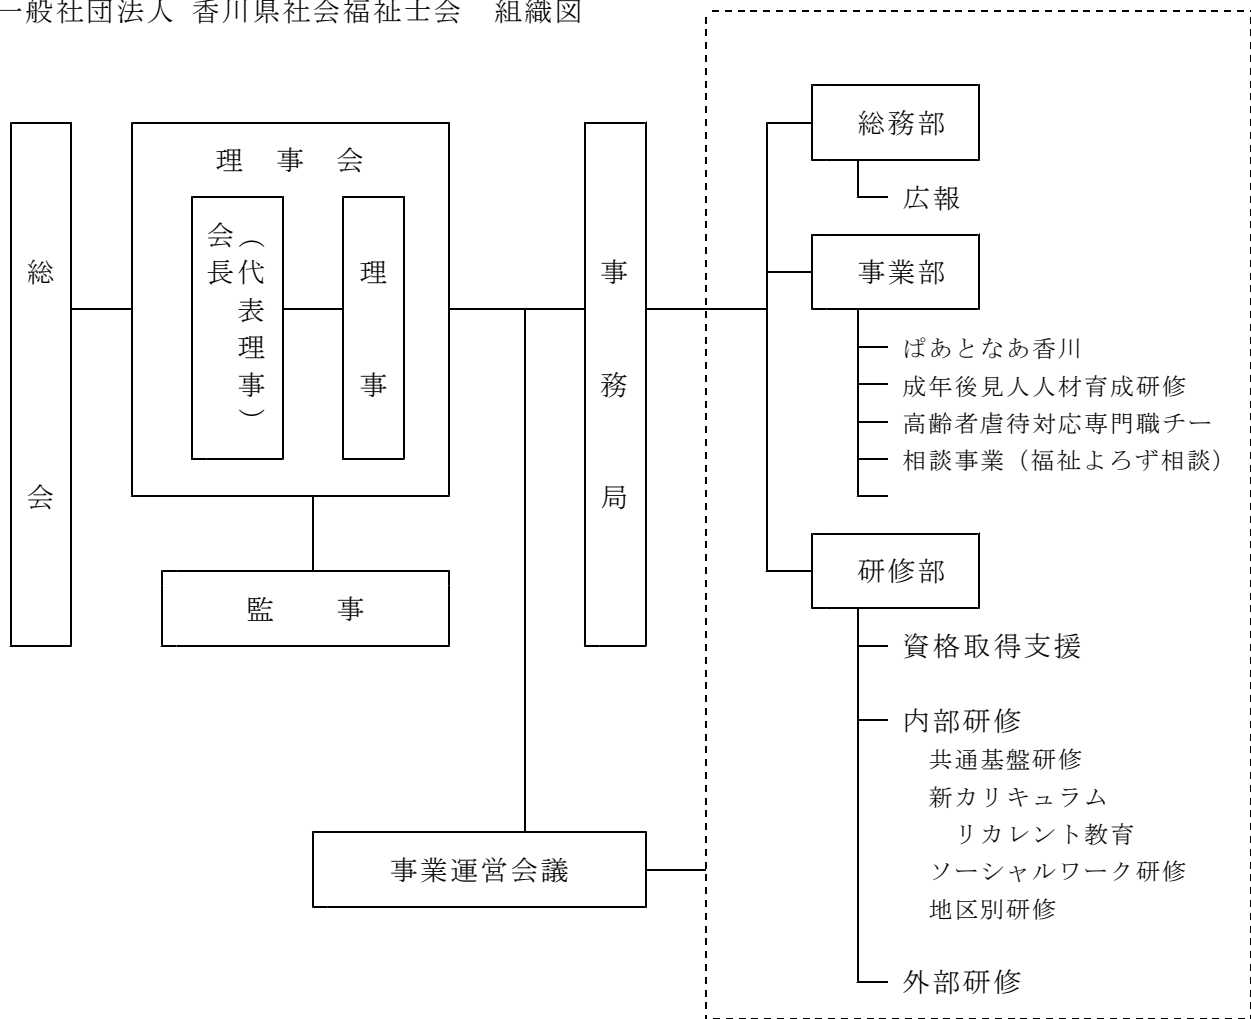 一般社団法人 香川県社会福祉士会　組織図
総会
理事会
会長
（代表理事）
理事
監事
事務局
事業運営会議
総務部
広報
事業部
ぱあとなあ香川
成年後見人人材育成研修
高齢者虐待対応専門職チー
相談事業（福祉よろず相談）
研修部
資格取得支援
内部研修
共通基盤研修
新カリキュラム
リカレント教育
ソーシャルワーク研修
地区別研修
外部研修